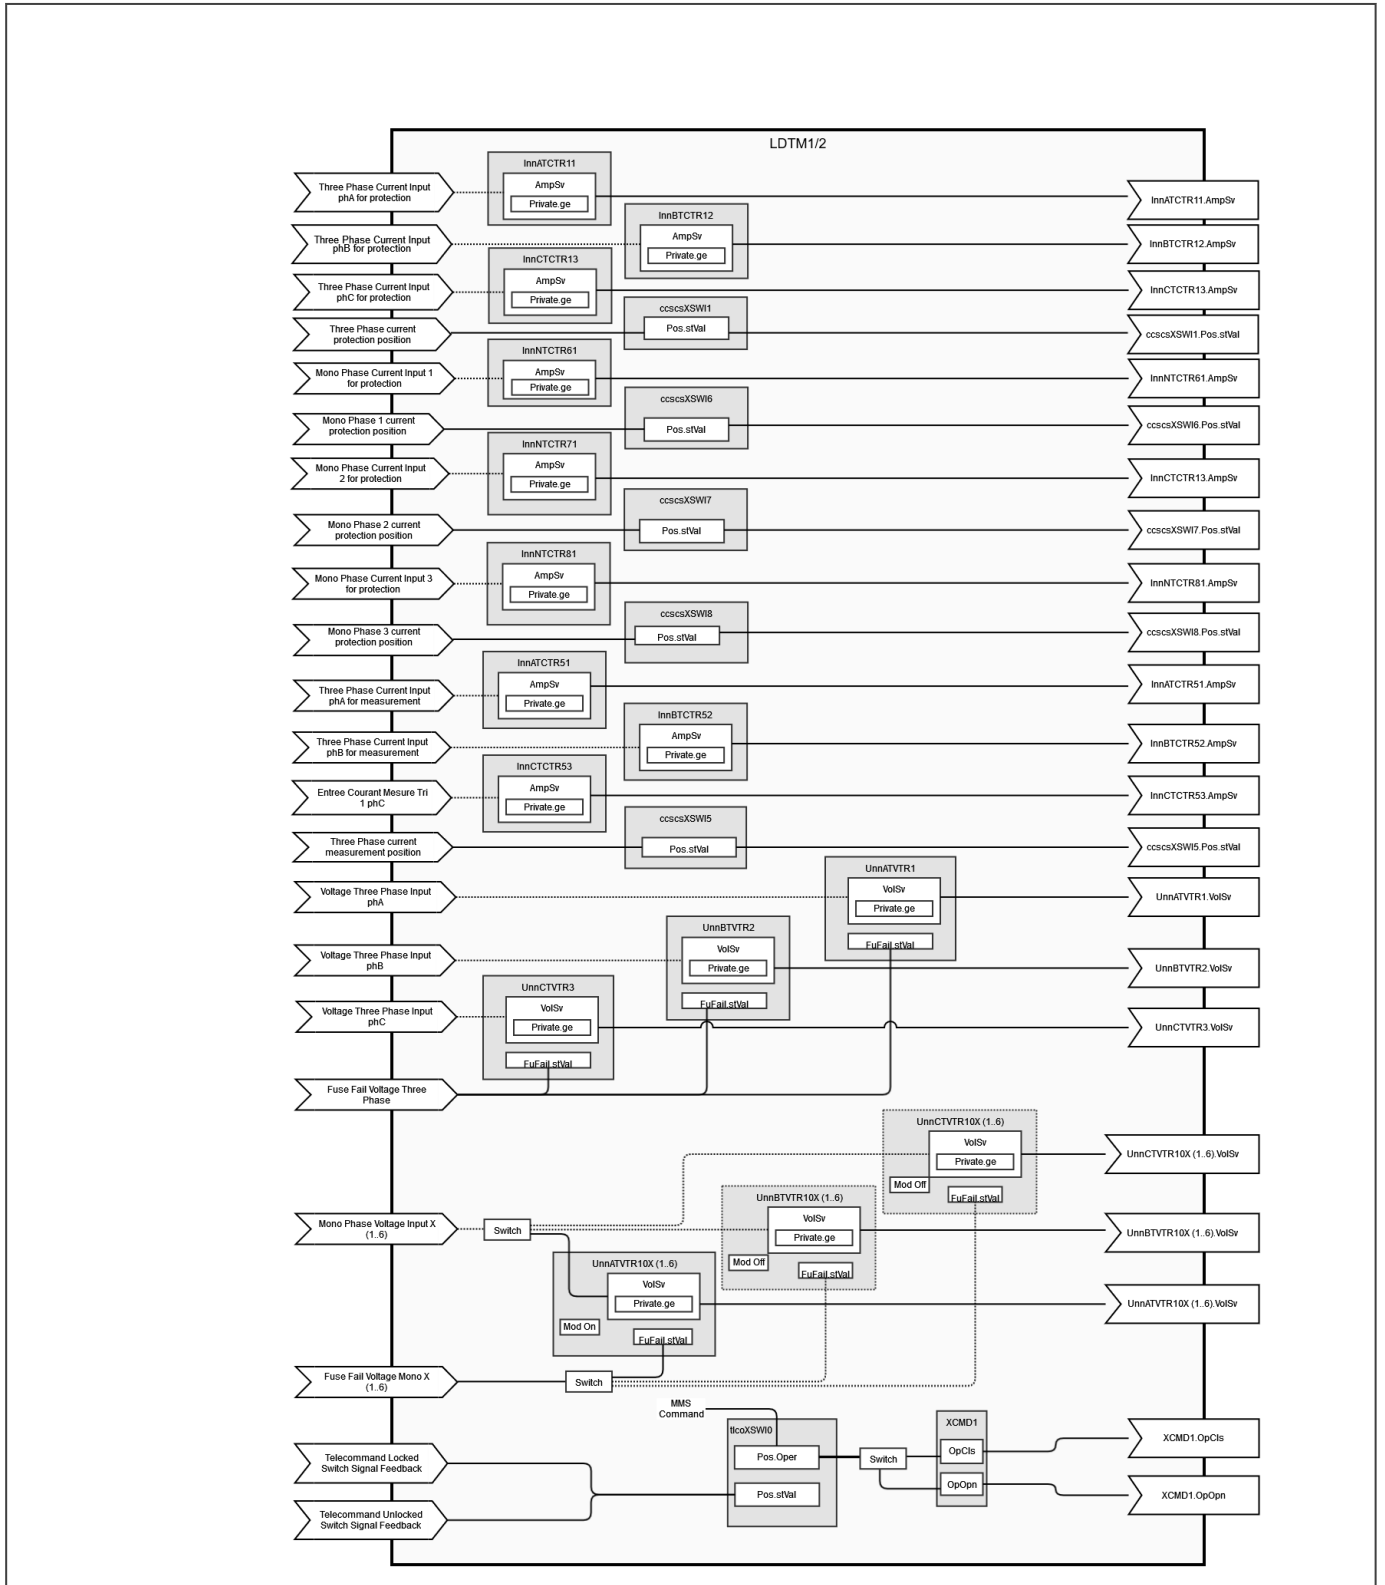 LDTM1/2
Three Phase Current Input
phA for protection
InnATCTR11
AmpSv
Private.ge
InnATCTR11.AmpSv
Three Phase Current Input
phB for protection
InnBTCTR12
AmpSv
Private.ge
InnBTCTR12.AmpSv
Three Phase Current Input
phC for protection
InnCTCTR13
AmpSv
Private.ge
InnCTCTR13.AmpSv
Three Phase current
protection position
ccscsXSWI1
Pos.stVal
ccscsXSWI1.Pos.stVal
Mono Phase Current Input 1
for protection
InnNTCTR61
AmpSv
Private.ge
InnNTCTR61.AmpSv
Mono Phase 1 current
protection position
ccscsXSWI6
Pos.stVal
ccscsXSWI6.Pos.stVal
Mono Phase Current Input
2 for protection
InnNTCTR71
AmpSv
Private.ge
InnCTCTR13.AmpSv
Mono Phase 2 current
protection position
ccscsXSWI7
Pos.stVal
ccscsXSWI7.Pos.stVal
Mono Phase Current Input 3
for protection
InnNTCTR81
AmpSv
Private.ge
InnNTCTR81.AmpSv
Mono Phase 3 current
protection position
ccscsXSWI8
Pos.stVal
ccscsXSWI8.Pos.stVal
Three Phase Current Input
phA for measurement
InnATCTR51
AmpSv
Private.ge
InnATCTR51.AmpSv
Three Phase Current Input
phB for measurement
InnBTCTR52
AmpSv
Private.ge
InnBTCTR52.AmpSv
Entree Courant Mesure Tri
1 phC
InnCTCTR53
AmpSv
Private.ge
InnCTCTR53.AmpSv
Three Phase current
measurement position
ccscsXSWI5
Pos.stVal
ccscsXSWI5.Pos.stVal
Voltage Three Phase Input
phA
UnnATVTR1
VolSv
Private.ge
FuFail.stVal
UnnATVTR1.VolSv
Voltage Three Phase Input
phB
UnnBTVTR2
VolSv
Private.ge
FuFail.stVal
UnnBTVTR2.VolSv
Voltage Three Phase Input
phC
UnnCTVTR3
VolSv
Private.ge
FuFail.stVal
UnnCTVTR3.VolSv
Fuse Fail Voltage Three
Phase
UnnCTVTR10X (1..6)
VolSv
Private.ge
Mod Off
FuFail.stVal
UnnCTVTR10X (1..6).VolSv
Mono Phase Voltage Input X
(1..6)
Switch
UnnBTVTR10X (1..6)
VolSv
Private.ge
Mod Off
FuFail.stVal
UnnBTVTR10X (1..6).VolSv
UnnATVTR10X (1..6)
VolSv
Private.ge
Mod On
FuFail.stVal
UnnATVTR10X (1..6).VolSv
Fuse Fail Voltage Mono X
(1..6)
Switch
MMS
Command
tlcoXSWI0
Pos.Oper
Pos.stVal
Switch
XCMD1
OpCls
OpOpn
XCMD1.OpCls
XCMD1.OpOpn
Telecommand Locked
Switch Signal Feedback
Telecommand Unlocked
Switch Signal Feedback